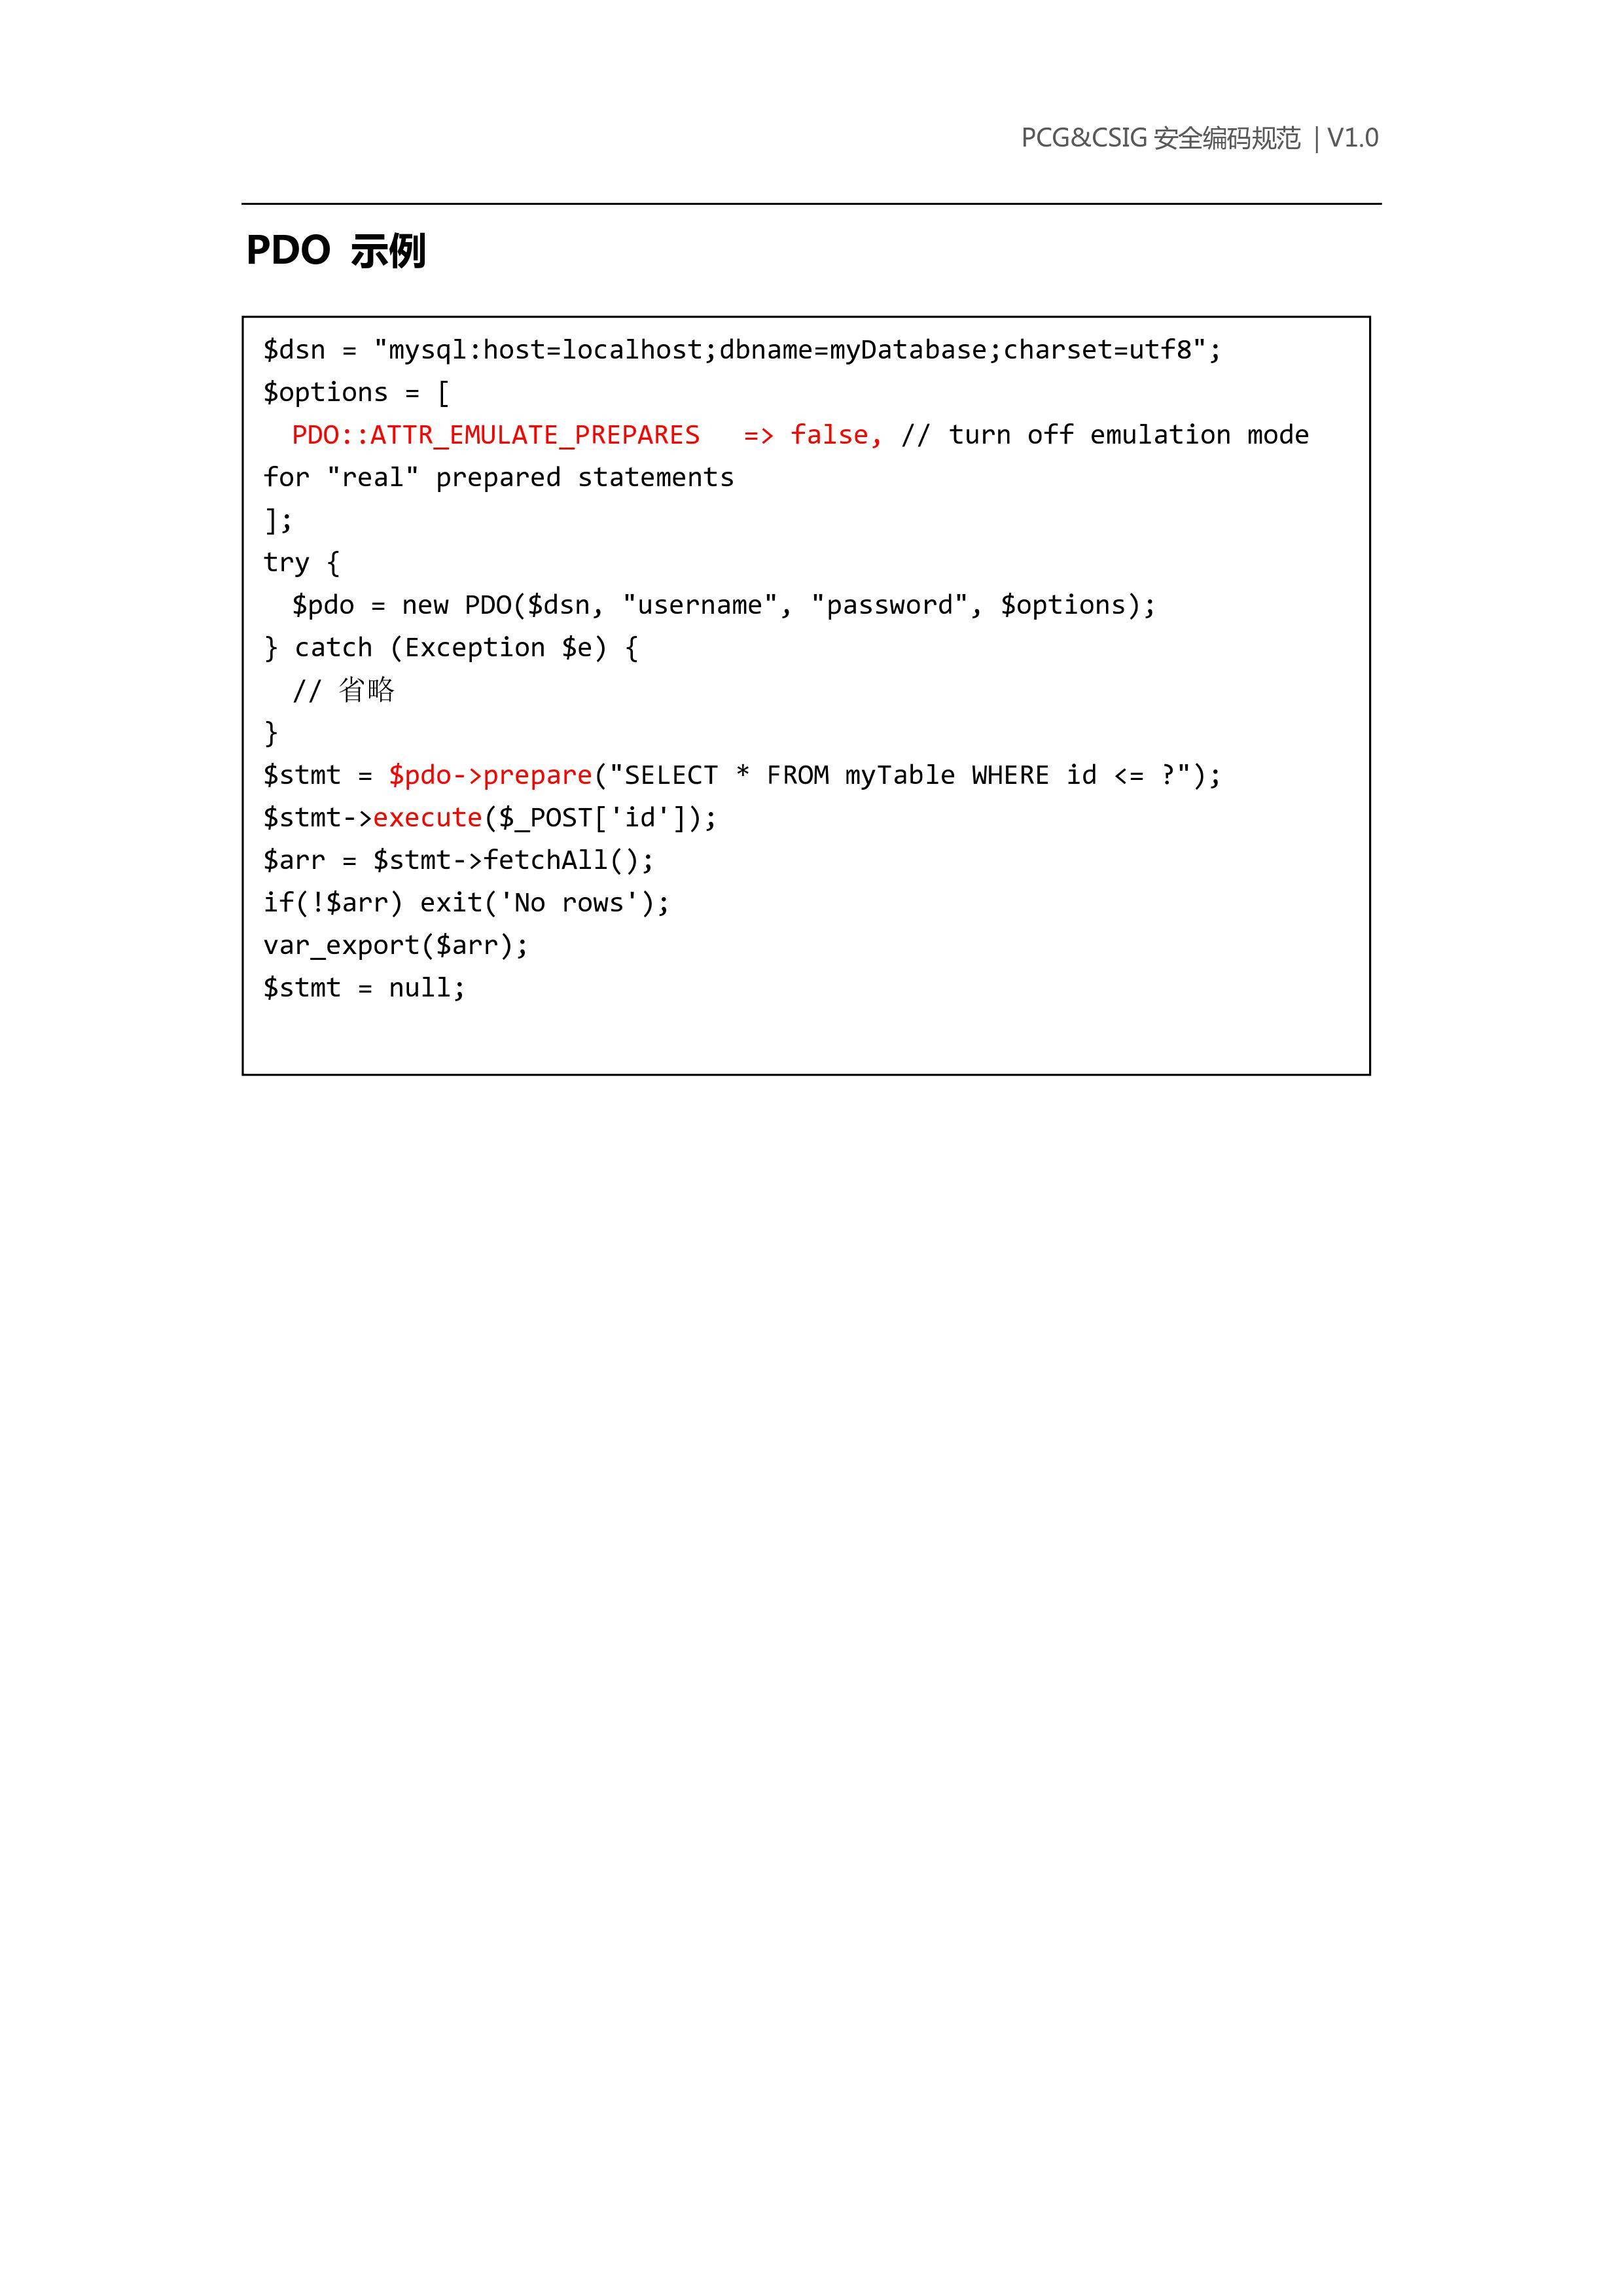 PCG&CSIG 安全编码规范 | V1.0
PDO 示例
$dsn = "mysql:host=localhost;dbname=myDatabase;charset=utf8";
$options = [
  PDO::ATTR_EMULATE_PREPARES   => false, // turn off emulation mode
for "real" prepared statements
];
try {
  $pdo = new PDO($dsn, "username", "password", $options);
} catch (Exception $e) {
  // 省略
}
$stmt = $pdo->prepare("SELECT * FROM myTable WHERE id <= ?");
$stmt->execute($_POST['id']);
$arr = $stmt->fetchAll();
if(!$arr) exit('No rows');
var_export($arr);
$stmt = null;